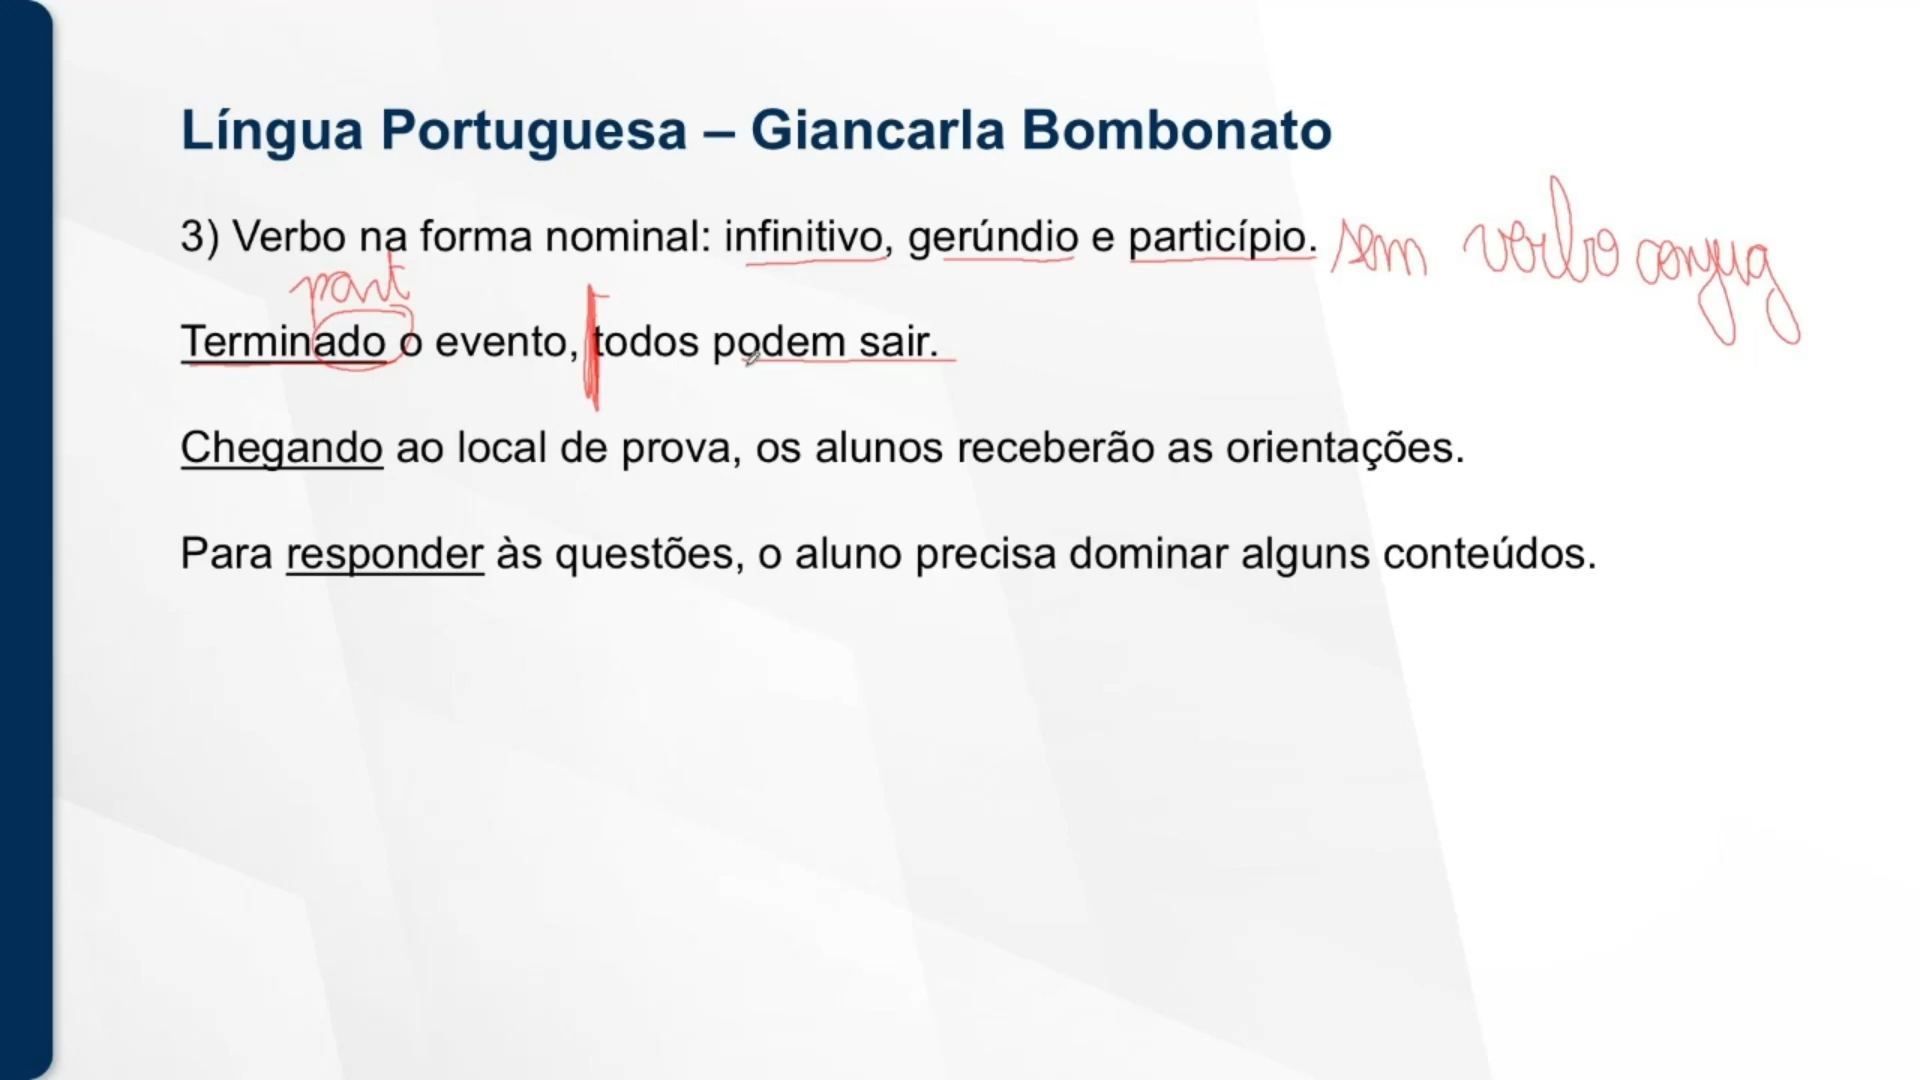 Língua Portuguesa – Giancarla Bombonato
3) Verbo na forma nominal: infinitivo, gerúndio e particípio. sem verbo conjug
part
Terminado o evento, todos podem sair.
Chegando ao local de prova, os alunos receberão as orientações.
Para responder às questões, o aluno precisa dominar alguns conteúdos.